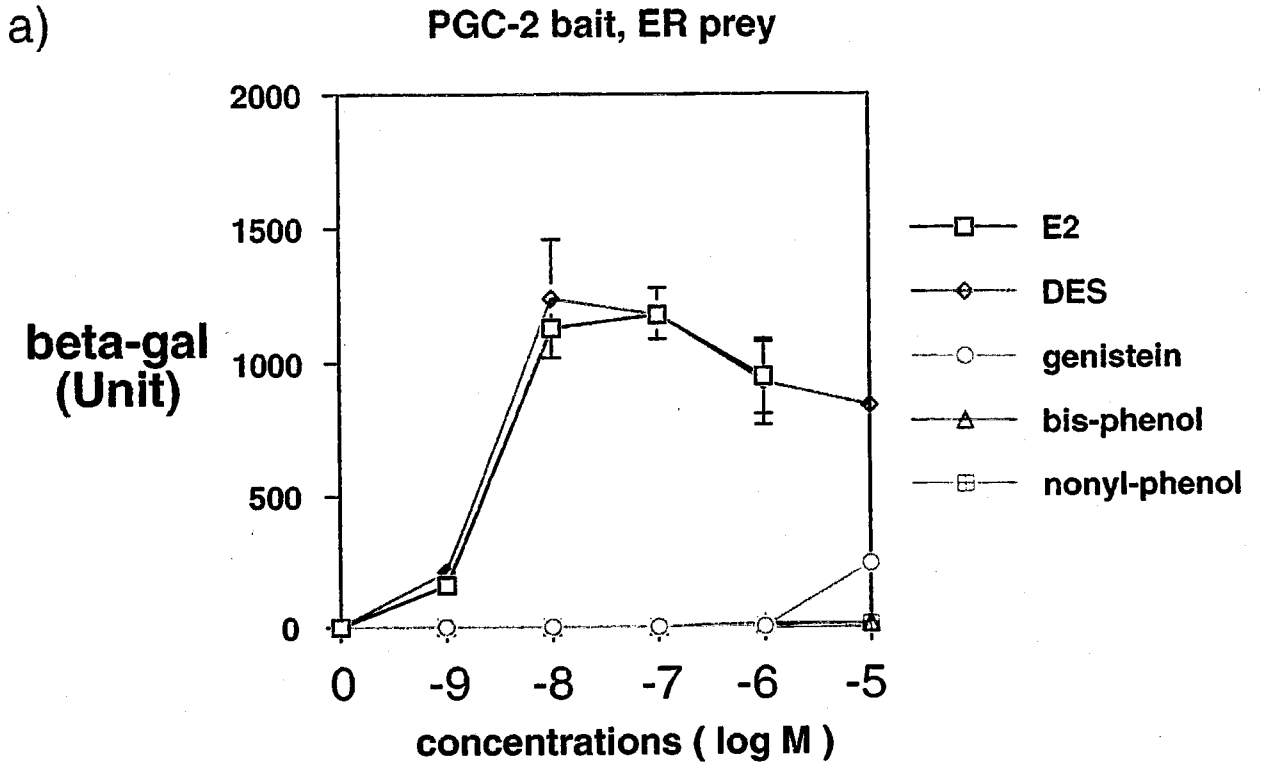 a)
PGC-2 bait, ER prey
2000
1500
1000
500
0
beta-gal
(Unit)
0 -9 -8 -7 -6 -5
concentrations ( log M )
E2
DES
genistein
bis-phenol
nonyl-phenol